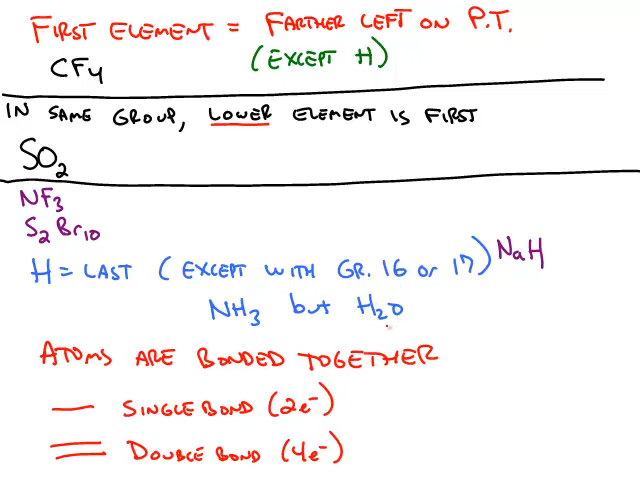 FIRST ELEMENT = FARTHER LEFT ON P.T.
CF4 (EXCEPT H)
IN SAME GROUP, LOWER ELEMENT IS FIRST
SO2
NF3
S2Br10
H = LAST (EXCEPT WITH GR. 16 OR 17) NaH
NH3 but H2O
ATOMS ARE BONDED TOGETHER
— SINGLE BOND (2e-)
= DOUBLE BOND (4e-)